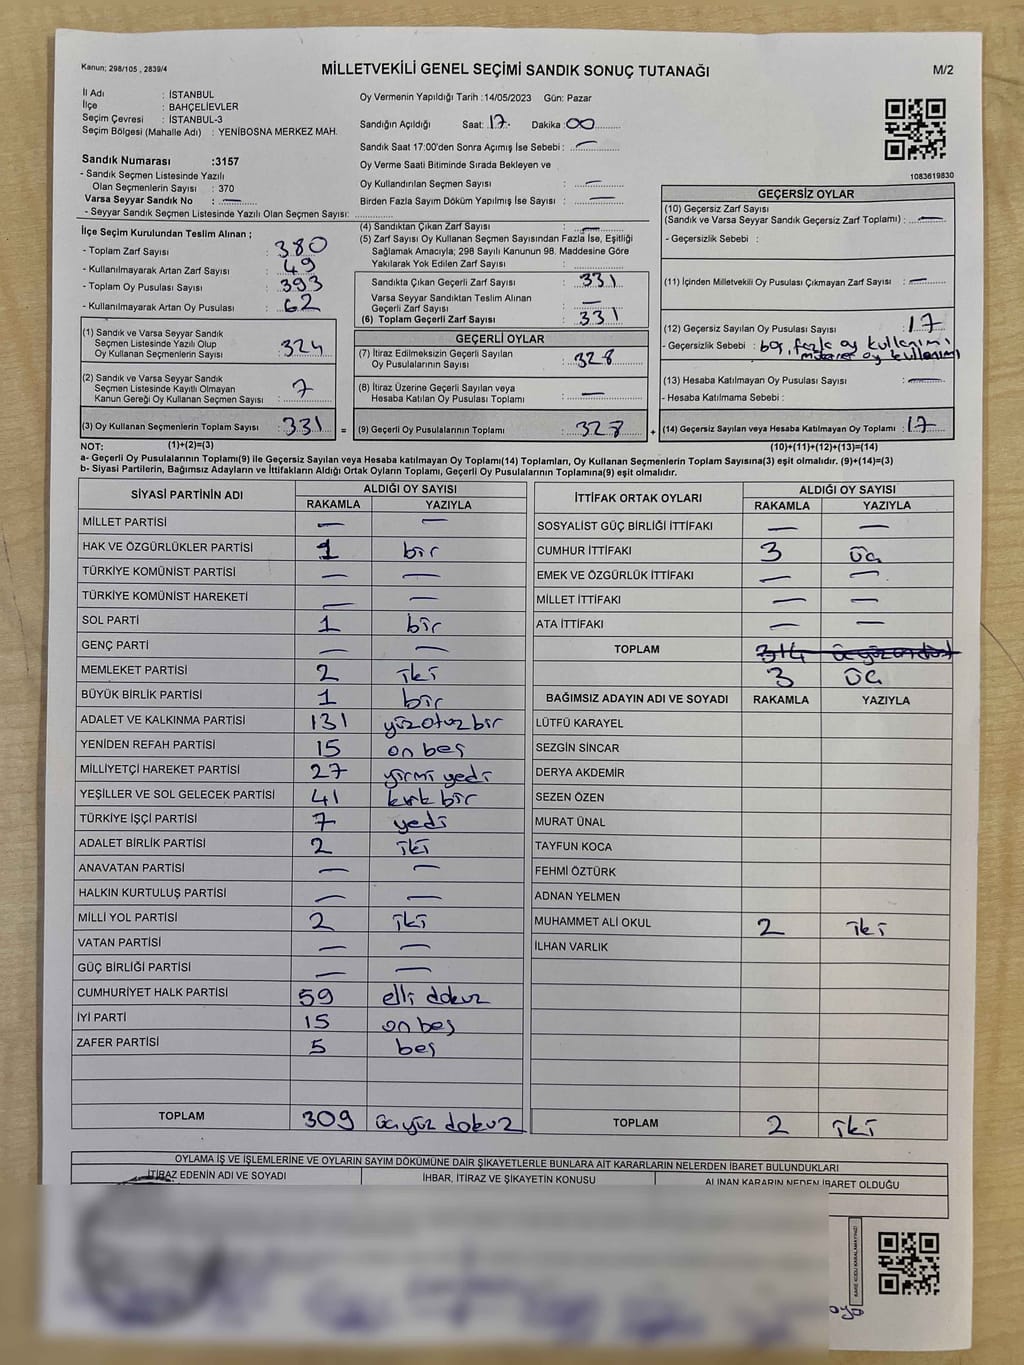 Kanun; 298/105 , 2839/4
MİLLETVEKİLİ GENEL SEÇİMİ SANDIK SONUÇ TUTANAĞI
M/2
İl Adı : İSTANBUL
İlçe : BAHÇELİEVLER
Seçim Çevresi : İSTANBUL-3
Seçim Bölgesi (Mahalle Adı) : YENİBOSNA MERKEZ MAH.
Sandık Numarası :3157
- Sandık Seçmen Listesinde Yazılı
Olan Seçmenlerin Sayısı : 370
Varsa Seyyar Sandık No : —
- Seyyar Sandık Seçmen Listesinde Yazılı Olan Seçmen Sayısı:
Oy Vermenin Yapıldığı Tarih :14/05/2023 Gün: Pazar
Sandığın Açıldığı Saat: 17 Dakika :00
Sandık Saat 17:00'den Sonra Açımış İse Sebebi : —
Oy Verme Saati Bitiminde Sırada Bekleyen ve
Oy Kullandırılan Seçmen Sayısı : —
Birden Fazla Sayım Döküm Yapılmış İse Sayısı : —
1083619830
İlçe Seçim Kurulundan Teslim Alınan ;
- Toplam Zarf Sayısı : 380
- Kullanılmayarak Artan Zarf Sayısı : 49
- Toplam Oy Pusulası Sayısı : 393
- Kullanılmayarak Artan Oy Pusulası : 62
(1) Sandık ve Varsa Seyyar Sandık
Seçmen Listesinde Yazılı Olup
Oy Kullanan Seçmenlerin Sayısı : 324
(2) Sandık ve Varsa Seyyar Sandık
Seçmen Listesinde Kayıtlı Olmayan
Kanun Gereği Oy Kullanan Seçmen Sayısı : 7
(3) Oy Kullanan Seçmenlerin Toplam Sayısı : 331 =
(4) Sandıktan Çıkan Zarf Sayısı : —
(5) Zarf Sayısı Oy Kullanan Seçmen Sayısından Fazla İse, Eşitliği
Sağlamak Amacıyla; 298 Sayılı Kanunun 98. Maddesine Göre
Yakılarak Yok Edilen Zarf Sayısı :
Sandıkta Çıkan Geçerli Zarf Sayısı : 331
Varsa Seyyar Sandıktan Teslim Alınan
Geçerli Zarf Sayısı : —
(6) Toplam Geçerli Zarf Sayısı : 331
GEÇERLİ OYLAR
(7) İtiraz Edilmeksizin Geçerli Sayılan
Oy Pusulalarının Sayısı : 328
(8) İtiraz Üzerine Geçerli Sayılan veya
Hesaba Katılan Oy Pusulası Toplamı : —
(9) Geçerli Oy Pusulalarının Toplamı : 328 +
GEÇERSİZ OYLAR
(10) Geçersiz Zarf Sayısı
(Sandık ve Varsa Seyyar Sandık Geçersiz Zarf Toplamı) : —
- Geçersizlik Sebebi :
(11) İçinden Milletvekili Oy Pusulası Çıkmayan Zarf Sayısı : —
(12) Geçersiz Sayılan Oy Pusulası Sayısı : 17
- Geçersizlik Sebebi : boş, fazla oy kullanımı
oy kullanımı
(13) Hesaba Katılmayan Oy Pusulası Sayısı : —
- Hesaba Katılmama Sebebi :
(14) Geçersiz Sayılan veya Hesaba Katılmayan Oy Toplamı : 17
NOT: (1)+(2)=(3) (10)+(11)+(12)+(13)=(14)
a- Geçerli Oy Pusulalarının Toplamı(9) ile Geçersiz Sayılan veya Hesaba katılmayan Oy Toplamı(14) Toplamları, Oy Kullanan Seçmenlerin Toplam Sayısına(3) eşit olmalıdır. (9)+(14)=(3)
b- Siyasi Partilerin, Bağımsız Adayların ve İttifakların Aldığı Ortak Oyların Toplamı, Geçerli Oy Pusulalarının Toplamına(9) eşit olmalıdır.
SİYASİ PARTİNİN ADI ALDIĞI OY SAYISI
RAKAMLA YAZIYLA
MİLLET PARTİSİ — —
HAK VE ÖZGÜRLÜKLER PARTİSİ 1 bir
TÜRKİYE KOMÜNİST PARTİSİ — —
TÜRKİYE KOMÜNİST HAREKETİ — —
SOL PARTİ 1 bir
GENÇ PARTİ — —
MEMLEKET PARTİSİ 2 iki
BÜYÜK BİRLİK PARTİSİ 1 bir
ADALET VE KALKINMA PARTİSİ 131 yüzotuzbir
YENİDEN REFAH PARTİSİ 15 on beş
MİLLİYETÇİ HAREKET PARTİSİ 27 yirmi yedi
YEŞİLLER VE SOL GELECEK PARTİSİ 41 kırk bir
TÜRKİYE İŞÇİ PARTİSİ 7 yedi
ADALET BİRLİK PARTİSİ 2 iki
ANAVATAN PARTİSİ — —
HALKIN KURTULUŞ PARTİSİ — —
MİLLİ YOL PARTİSİ 2 iki
VATAN PARTİSİ — —
GÜÇ BİRLİĞİ PARTİSİ — —
CUMHURİYET HALK PARTİSİ 59 elli dokuz
İYİ PARTİ 15 on beş
ZAFER PARTİSİ 5 beş
TOPLAM 309 üçyüz dokuz
İTTİFAK ORTAK OYLARI ALDIĞI OY SAYISI
RAKAMLA YAZIYLA
SOSYALİST GÜÇ BİRLİĞİ İTTİFAKI — —
CUMHUR İTTİFAKI 3 üç
EMEK VE ÖZGÜRLÜK İTTİFAKI — —
MİLLET İTTİFAKI — —
ATA İTTİFAKI — —
TOPLAM 314 üçyüzondört
3 üç
BAĞIMSIZ ADAYIN ADI VE SOYADI RAKAMLA YAZIYLA
LÜTFÜ KARAYEL
SEZGİN SİNCAR
DERYA AKDEMİR
SEZEN ÖZEN
MURAT ÜNAL
TAYFUN KOCA
FEHMİ ÖZTÜRK
ADNAN YELMEN
MUHAMMET ALİ OKUL 2 iki
İLHAN VARLIK
TOPLAM 2 iki
OYLAMA İŞ VE İŞLEMLERİNE VE OYLARIN SAYIM DÖKÜMÜNE DAİR ŞİKAYETLERLE BUNLARA AİT KARARLARIN NELERDEN İBARET BULUNDUKLARI
İTİRAZ EDENİN ADI VE SOYADI İHBAR, İTİRAZ VE ŞİKAYETİN KONUSU ALINAN KARARIN NEDEN İBARET OLDUĞU
KARE KODU KARALAMAYINIZ!